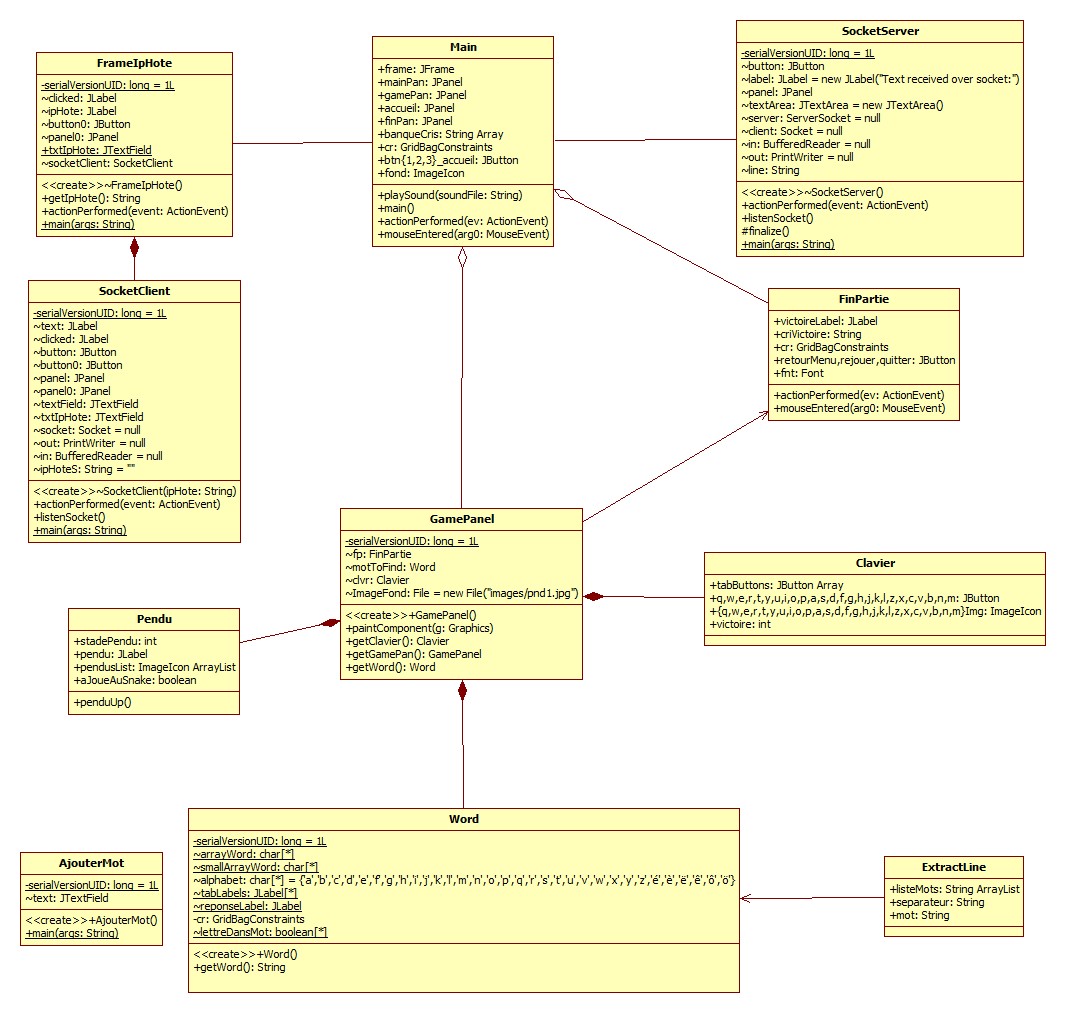 FrameIpHote
-serialVersionUID: long = 1L
~clicked: JLabel
~ipHote: JLabel
~button0: JButton
~panel0: JPanel
+txtIpHote: JTextField
~socketClient: SocketClient
<<create>>~FrameIpHote()
+getIpHote(): String
+actionPerformed(event: ActionEvent)
+main(args: String)
Main
+frame: JFrame
+mainPan: JPanel
+gamePan: JPanel
+accueil: JPanel
+finPan: JPanel
+banqueCris: String Array
+cr: GridBagConstraints
+btn{1,2,3}_accueil: JButton
+fond: ImageIcon
+playSound(soundFile: String)
+main()
+actionPerformed(ev: ActionEvent)
+mouseEntered(arg0: MouseEvent)
SocketServer
-serialVersionUID: long = 1L
~button: JButton
~label: JLabel = new JLabel("Text received over socket:")
~panel: JPanel
~textArea: JTextArea = new JTextArea()
~server: ServerSocket = null
~client: Socket = null
~in: BufferedReader = null
~out: PrintWriter = null
~line: String
<<create>>~SocketServer()
+actionPerformed(event: ActionEvent)
+listenSocket()
#finalize()
+main(args: String)
SocketClient
-serialVersionUID: long = 1L
~text: JLabel
~clicked: JLabel
~button: JButton
~button0: JButton
~panel: JPanel
~panel0: JPanel
~textField: JTextField
~txtIpHote: JTextField
~socket: Socket = null
~out: PrintWriter = null
~in: BufferedReader = null
~ipHoteS: String = ""
<<create>>~SocketClient(ipHote: String)
+actionPerformed(event: ActionEvent)
+listenSocket()
+main(args: String)
FinPartie
+victoireLabel: JLabel
+criVictoire: String
+cr: GridBagConstraints
+retourMenu,rejouer,quitter: JButton
+fnt: Font
+actionPerformed(ev: ActionEvent)
+mouseEntered(arg0: MouseEvent)
GamePanel
-serialVersionUID: long = 1L
~fp: FinPartie
~motToFind: Word
~clvr: Clavier
~ImageFond: File = new File("images/pnd1.jpg")
<<create>>+GamePanel()
+paintComponent(g: Graphics)
+getClavier(): Clavier
+getGamePan(): GamePanel
+getWord(): Word
Clavier
+tabButtons: JButton Array
+q,w,e,r,t,y,u,i,o,p,a,s,d,f,g,h,j,k,l,z,x,c,v,b,n,m: JButton
+{q,w,e,r,t,y,u,i,o,p,a,s,d,f,g,h,j,k,l,z,x,c,v,b,n,m}Img: ImageIcon
+victoire: int
Pendu
+stadePendu: int
+pendu: JLabel
+pendusList: ImageIcon ArrayList
+aJoueAuSnake: boolean
+penduUp()
Word
-serialVersionUID: long = 1L
~arrayWord: char[*]
~smallArrayWord: char[*]
~alphabet: char[*] = {'a','b','c','d','e','f','g','h','i','j','k','l','m','n','o','p','q','r','s','t','u','v','w','x','y','z','é','è','ë','ê','ô','ö'}
~tabLabels: JLabel[*]
~reponseLabel: JLabel
-cr: GridBagConstraints
~lettreDansMot: boolean[*]
<<create>>+Word()
+getWord(): String
AjouterMot
-serialVersionUID: long = 1L
~text: JTextField
<<create>>+AjouterMot()
+main(args: String)
ExtractLine
+listeMots: String ArrayList
+separateur: String
+mot: String